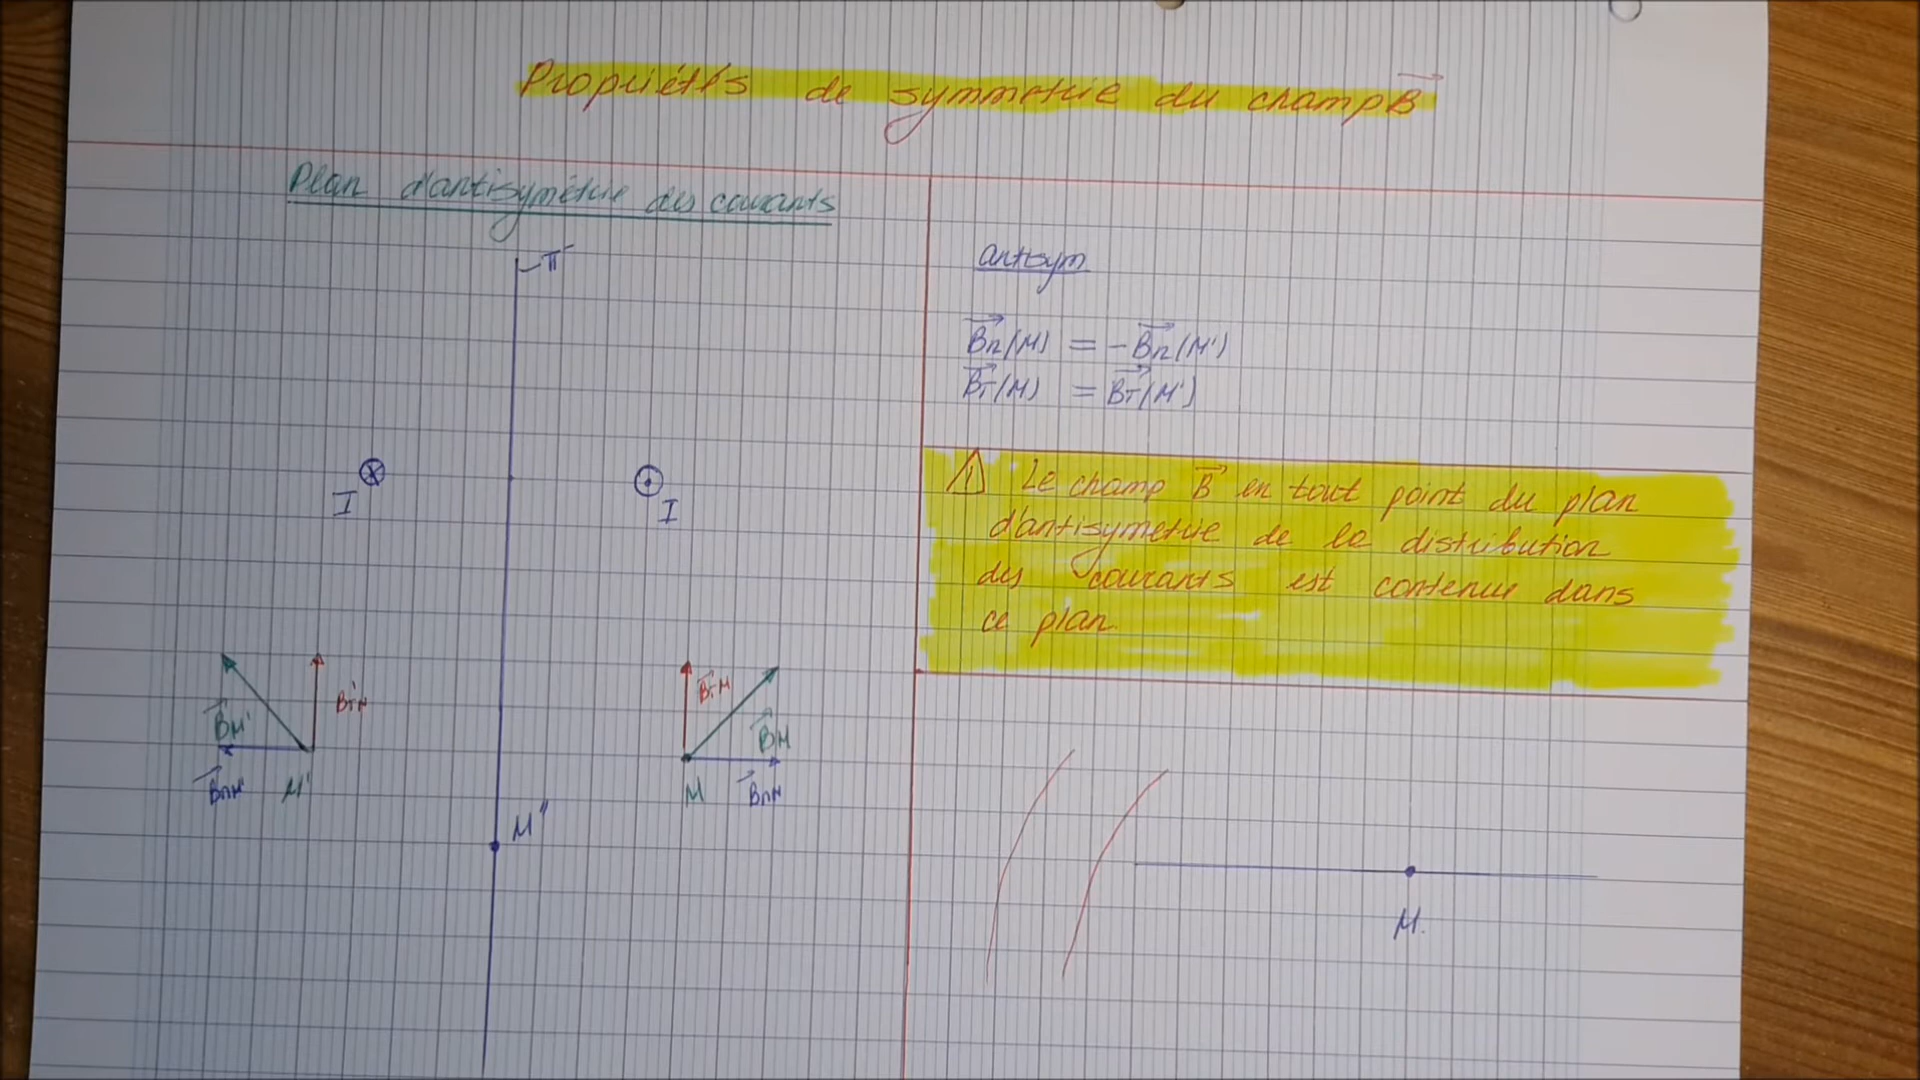 Propriétés de symmetrie du champ B
Plan d'antisymétrie des courants
π
antisym
Bn(M) = -Bn(M')
BT(M) = BT(M')
I
I
⚠ Le champ B en tout point du plan
d'antisymetrie de la distribution
des courants est contenue dans
ce plan.
BM'
BnM'
M'
BTM
BM
M
BnM
M"
M.